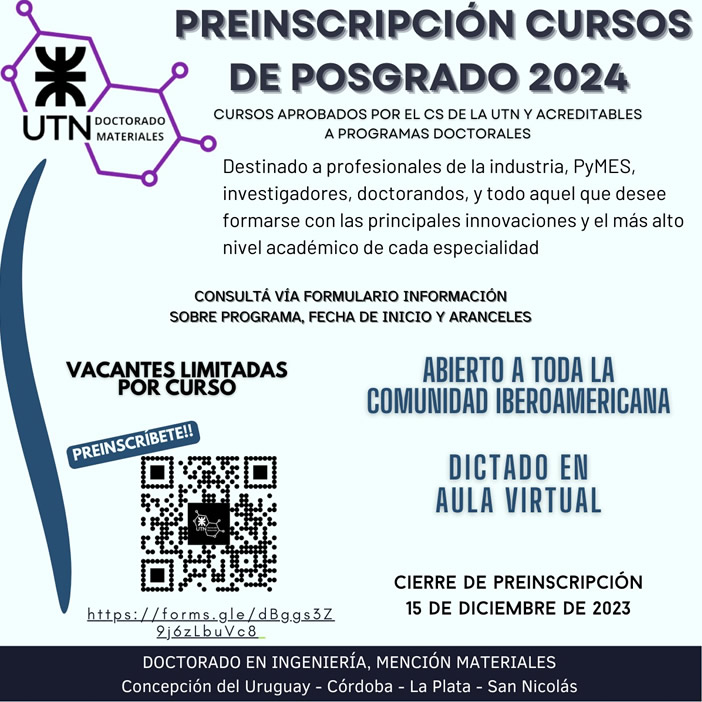 PREINSCRIPCIÓN CURSOS
DE POSGRADO 2024
UTN
DOCTORADO
MATERIALES
CURSOS APROBADOS POR EL CS DE LA UTN Y ACREDITABLES
A PROGRAMAS DOCTORALES
Destinado a profesionales de la industria, PyMES,
investigadores, doctorandos, y todo aquel que desee
formarse con las principales innovaciones y el más alto
nivel académico de cada especialidad
CONSULTÁ VÍA FORMULARIO INFORMACIÓN
SOBRE PROGRAMA, FECHA DE INICIO Y ARANCELES
VACANTES LIMITADAS
POR CURSO
ABIERTO A TODA LA
COMUNIDAD IBEROAMERICANA
PREINSCRÍBETE!!
DICTADO EN
AULA VIRTUAL
UTN
https://forms.gle/dBggs3Z
9j6zLbuVc8
CIERRE DE PREINSCRIPCIÓN
15 DE DICIEMBRE DE 2023
DOCTORADO EN INGENIERÍA, MENCIÓN MATERIALES
Concepción del Uruguay - Córdoba - La Plata - San Nicolás